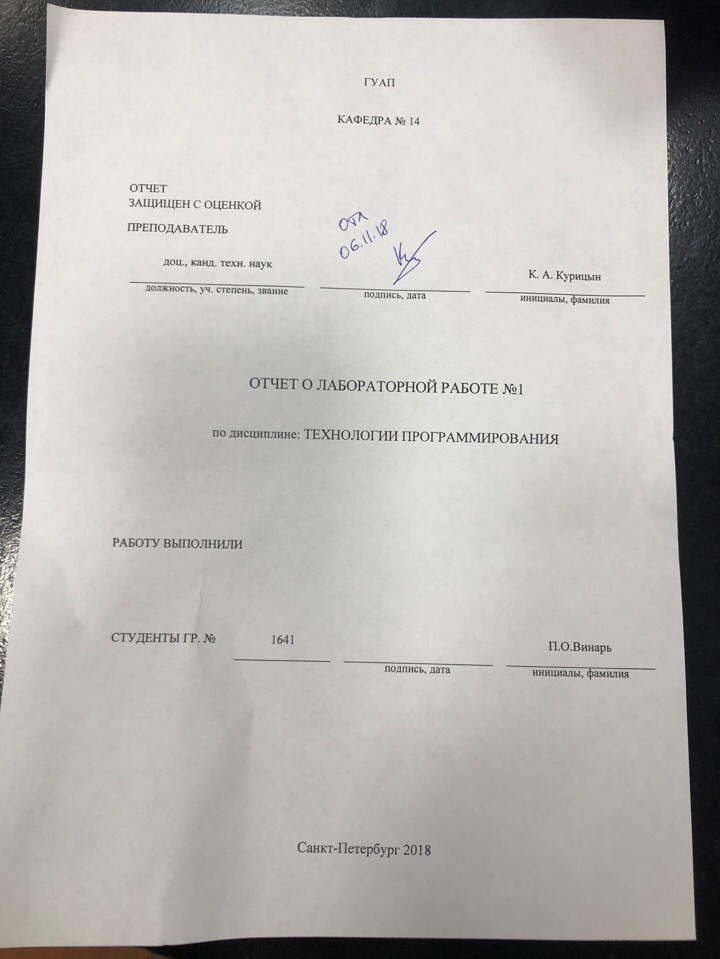 ГУАП
КАФЕДРА № 14
ОТЧЕТ
ЗАЩИЩЕН С ОЦЕНКОЙ
ПРЕПОДАВАТЕЛЬ
отл
06.11.18
доц., канд. техн. наук
К. А. Курицын
должность, уч. степень, звание
подпись, дата
инициалы, фамилия
ОТЧЕТ О ЛАБОРАТОРНОЙ РАБОТЕ №1
по дисциплине: ТЕХНОЛОГИИ ПРОГРАММИРОВАНИЯ
РАБОТУ ВЫПОЛНИЛИ
СТУДЕНТЫ ГР. № 1641
П.О.Винарь
подпись, дата
инициалы, фамилия
Санкт-Петербург 2018